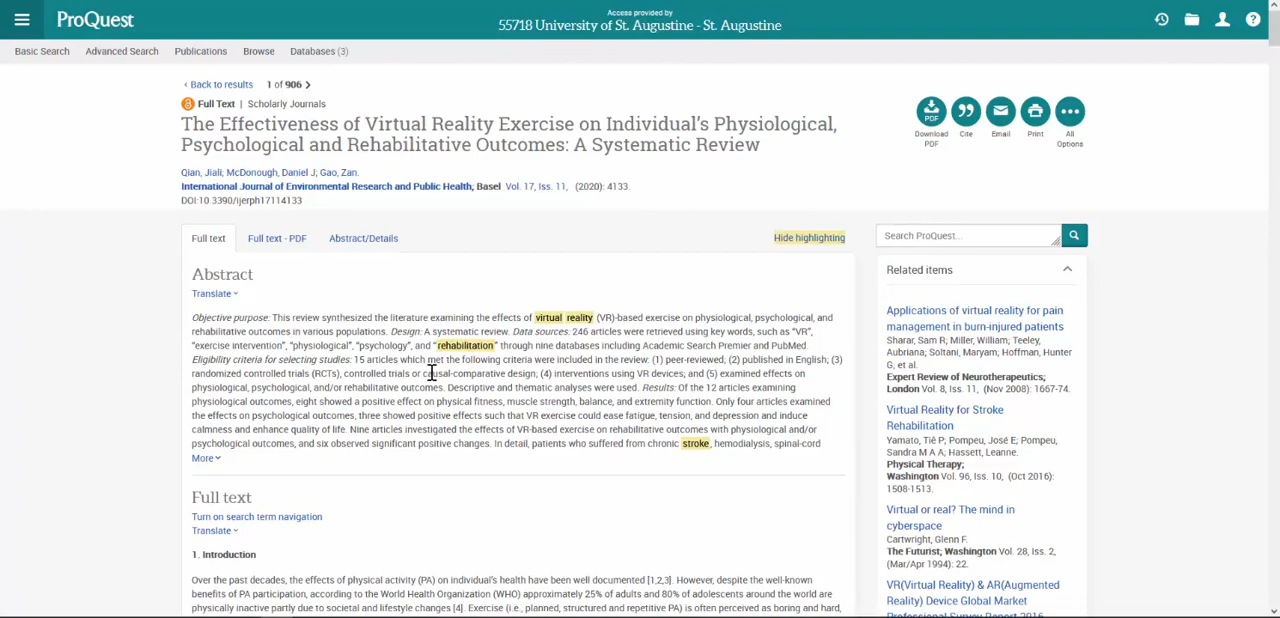 ProQuest
Access provided by
55718 University of St. Augustine - St. Augustine
Basic Search
Advanced Search
Publications
Browse
Databases (3)
‹ Back to results
1 of 906 ›
Full Text | Scholarly Journals
The Effectiveness of Virtual Reality Exercise on Individual's Physiological,
Psychological and Rehabilitative Outcomes: A Systematic Review
Qian, Jiali; McDonough, Daniel J; Gao, Zan.
International Journal of Environmental Research and Public Health; Basel Vol. 17, Iss. 11, (2020): 4133.
DOI:10.3390/ijerph17114133
PDF
Download
PDF
Cite
Email
Print
All
Options
Full text
Full text - PDF
Abstract/Details
Hide highlighting
Abstract
Translate
Objective purpose: This review synthesized the literature examining the effects of virtual reality (VR)-based exercise on physiological, psychological, and
rehabilitative outcomes in various populations. Design: A systematic review. Data sources: 246 articles were retrieved using key words, such as “VR”,
“exercise intervention”, “physiological”, “psychology”, and “rehabilitation” through nine databases including Academic Search Premier and PubMed.
Eligibility criteria for selecting studies: 15 articles which met the following criteria were included in the review: (1) peer-reviewed; (2) published in English; (3)
randomized controlled trials (RCTs), controlled trials or causal-comparative design; (4) interventions using VR devices; and (5) examined effects on
physiological, psychological, and/or rehabilitative outcomes. Descriptive and thematic analyses were used. Results: Of the 12 articles examining
physiological outcomes, eight showed a positive effect on physical fitness, muscle strength, balance, and extremity function. Only four articles examined
the effects on psychological outcomes, three showed positive effects such that VR exercise could ease fatigue, tension, and depression and induce
calmness and enhance quality of life. Nine articles investigated the effects of VR-based exercise on rehabilitative outcomes with physiological and/or
psychological outcomes, and six observed significant positive changes. In detail, patients who suffered from chronic stroke, hemodialysis, spinal-cord
More
Full text
Turn on search term navigation
Translate
1. Introduction
Over the past decades, the effects of physical activity (PA) on individual's health have been well documented [1,2,3]. However, despite the well-known
benefits of PA participation, according to the World Health Organization (WHO) approximately 25% of adults and 80% of adolescents around the world are
physically inactive partly due to societal and lifestyle changes [4]. Exercise (i.e., planned, structured and repetitive PA) is often perceived as boring and hard,
Search ProQuest...
Related items
Applications of virtual reality for pain
management in burn-injured patients
Sharar, Sam R; Miller, William; Teeley,
Aubriana; Soltani, Maryam; Hoffman, Hunter
G; et al.
Expert Review of Neurotherapeutics;
London Vol. 8, Iss. 11, (Nov 2008): 1667-74.
Virtual Reality for Stroke
Rehabilitation
Yamato, Tiê P; Pompeu, José E; Pompeu,
Sandra M A A; Hassett, Leanne.
Physical Therapy;
Washington Vol. 96, Iss. 10, (Oct 2016):
1508-1513.
Virtual or real? The mind in
cyberspace
Cartwright, Glenn F.
The Futurist; Washington Vol. 28, Iss. 2,
(Mar/Apr 1994): 22.
VR(Virtual Reality) & AR(Augmented
Reality) Device Global Market
Professional Survey Report 2016